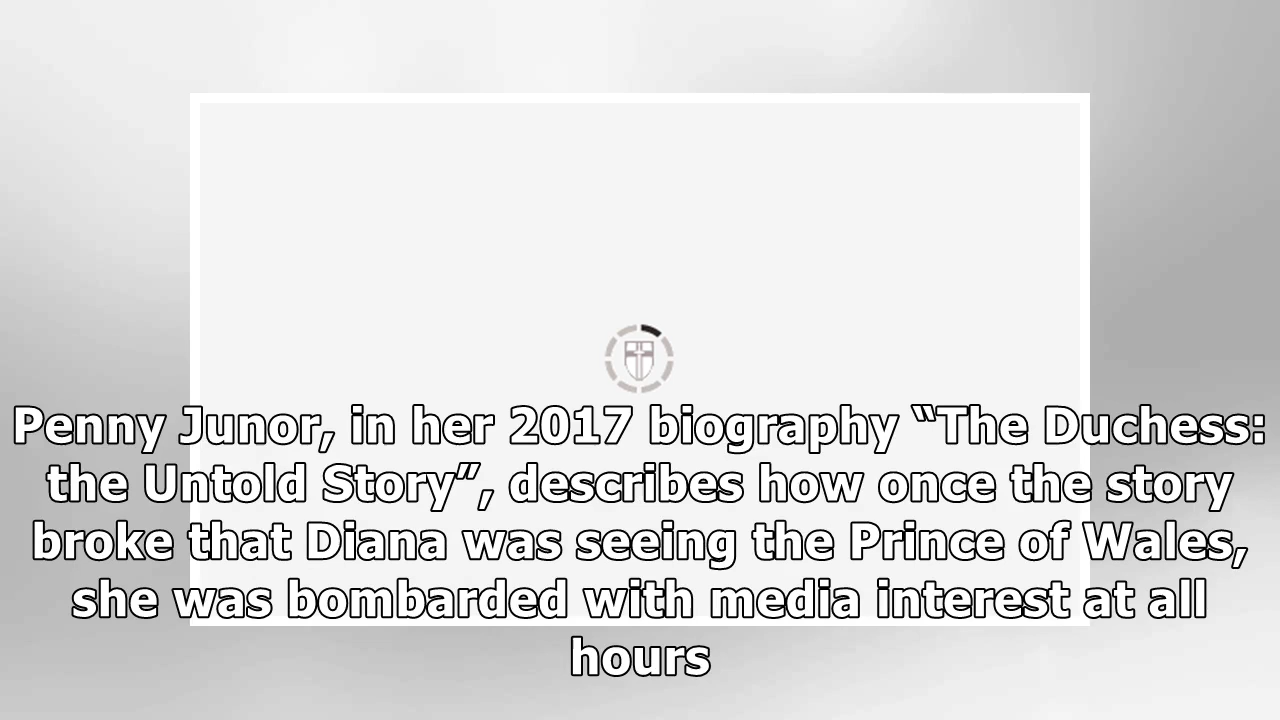 Penny Junor, in her 2017 biography “The Duchess:
the Untold Story”, describes how once the story
broke that Diana was seeing the Prince of Wales,
she was bombarded with media interest at all
hours